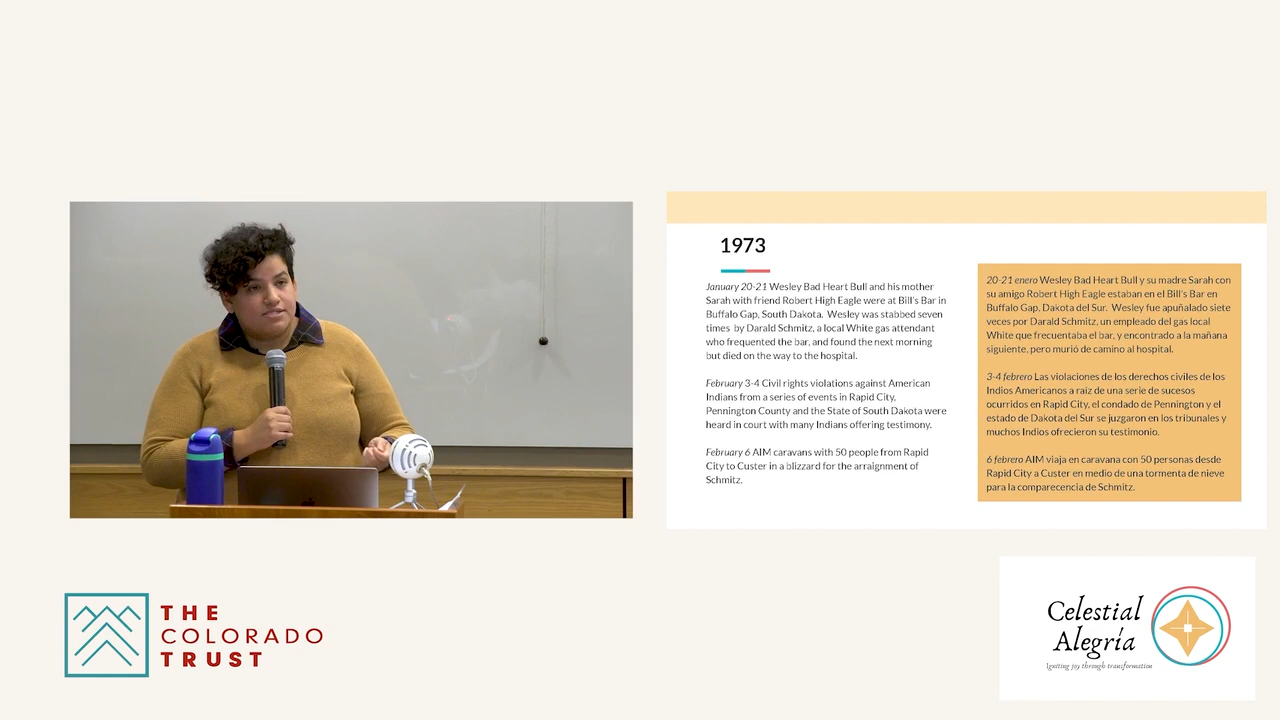 1973
January 20-21 Wesley Bad Heart Bull and his mother
Sarah with friend Robert High Eagle were at Bill's Bar in
Buffalo Gap, South Dakota. Wesley was stabbed seven
times by Darald Schmitz, a local White gas attendant
who frequented the bar, and found the next morning
but died on the way to the hospital.
February 3-4 Civil rights violations against American
Indians from a series of events in Rapid City,
Pennington County and the State of South Dakota were
heard in court with many Indians offering testimony.
February 6 AIM caravans with 50 people from Rapid
City to Custer in a blizzard for the arraignment of
Schmitz.
20-21 enero Wesley Bad Heart Bull y su madre Sarah con
su amigo Robert High Eagle estaban en el Bill's Bar en
Buffalo Gap, Dakota del Sur. Wesley fue apuñalado siete
veces por Darald Schmitz, un empleado del gas local
White que frecuentaba el bar, y encontrado a la mañana
siguiente, pero murió de camino al hospital.
3-4 febrero Las violaciones de los derechos civiles de los
Indios Americanos a raíz de una serie de sucesos
ocurridos en Rapid City, el condado de Pennington y el
estado de Dakota del Sur se juzgaron en los tribunales y
muchos Indios ofrecieron su testimonio.
6 febrero AIM viaja en caravana con 50 personas desde
Rapid City a Custer en medio de una tormenta de nieve
para la comparecencia de Schmitz.
THE
COLORADO
TRUST
Celestial
Alegría
Igniting joy through transformation